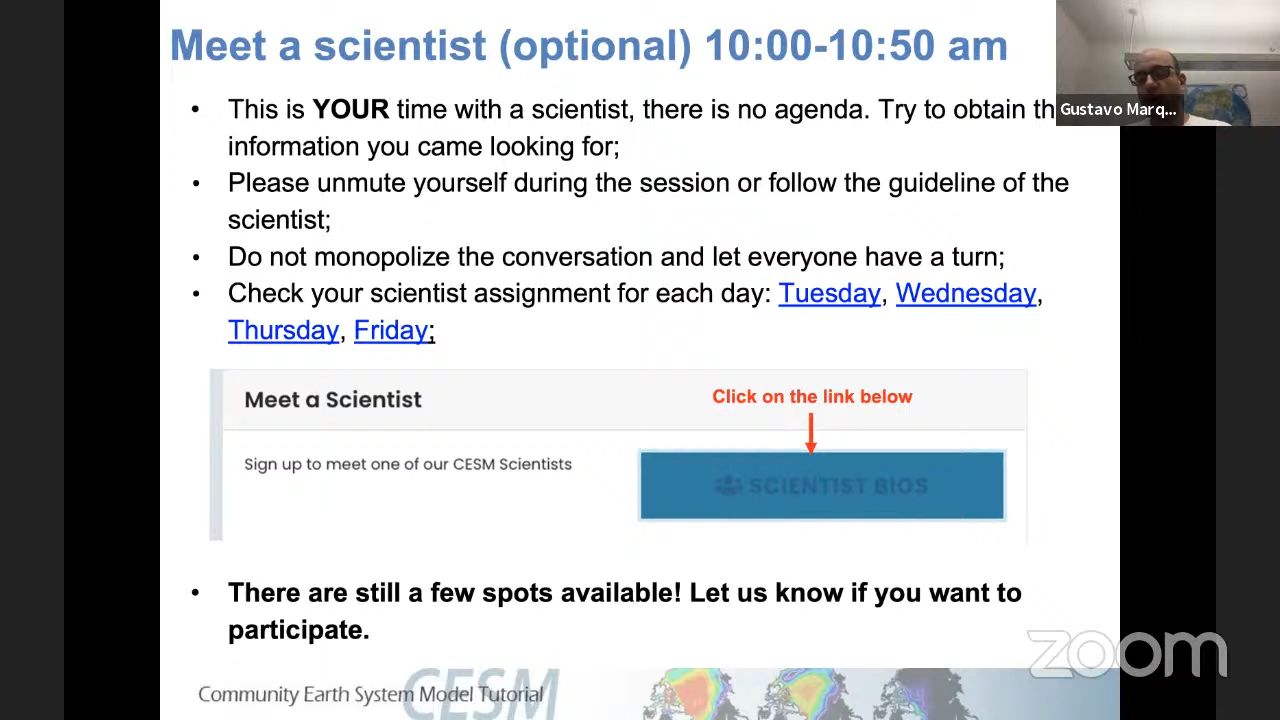 Meet a scientist (optional) 10:00-10:50 am
• This is YOUR time with a scientist, there is no agenda. Try to obtain th
information you came looking for;
• Please unmute yourself during the session or follow the guideline of the
scientist;
• Do not monopolize the conversation and let everyone have a turn;
• Check your scientist assignment for each day: Tuesday, Wednesday,
Thursday, Friday;
Meet a Scientist
Click on the link below
Sign up to meet one of our CESM Scientists
SCIENTIST BIOS
• There are still a few spots available! Let us know if you want to
participate.
Community Earth System Model Tutorial
CESM
Gustavo Marq...
zoom